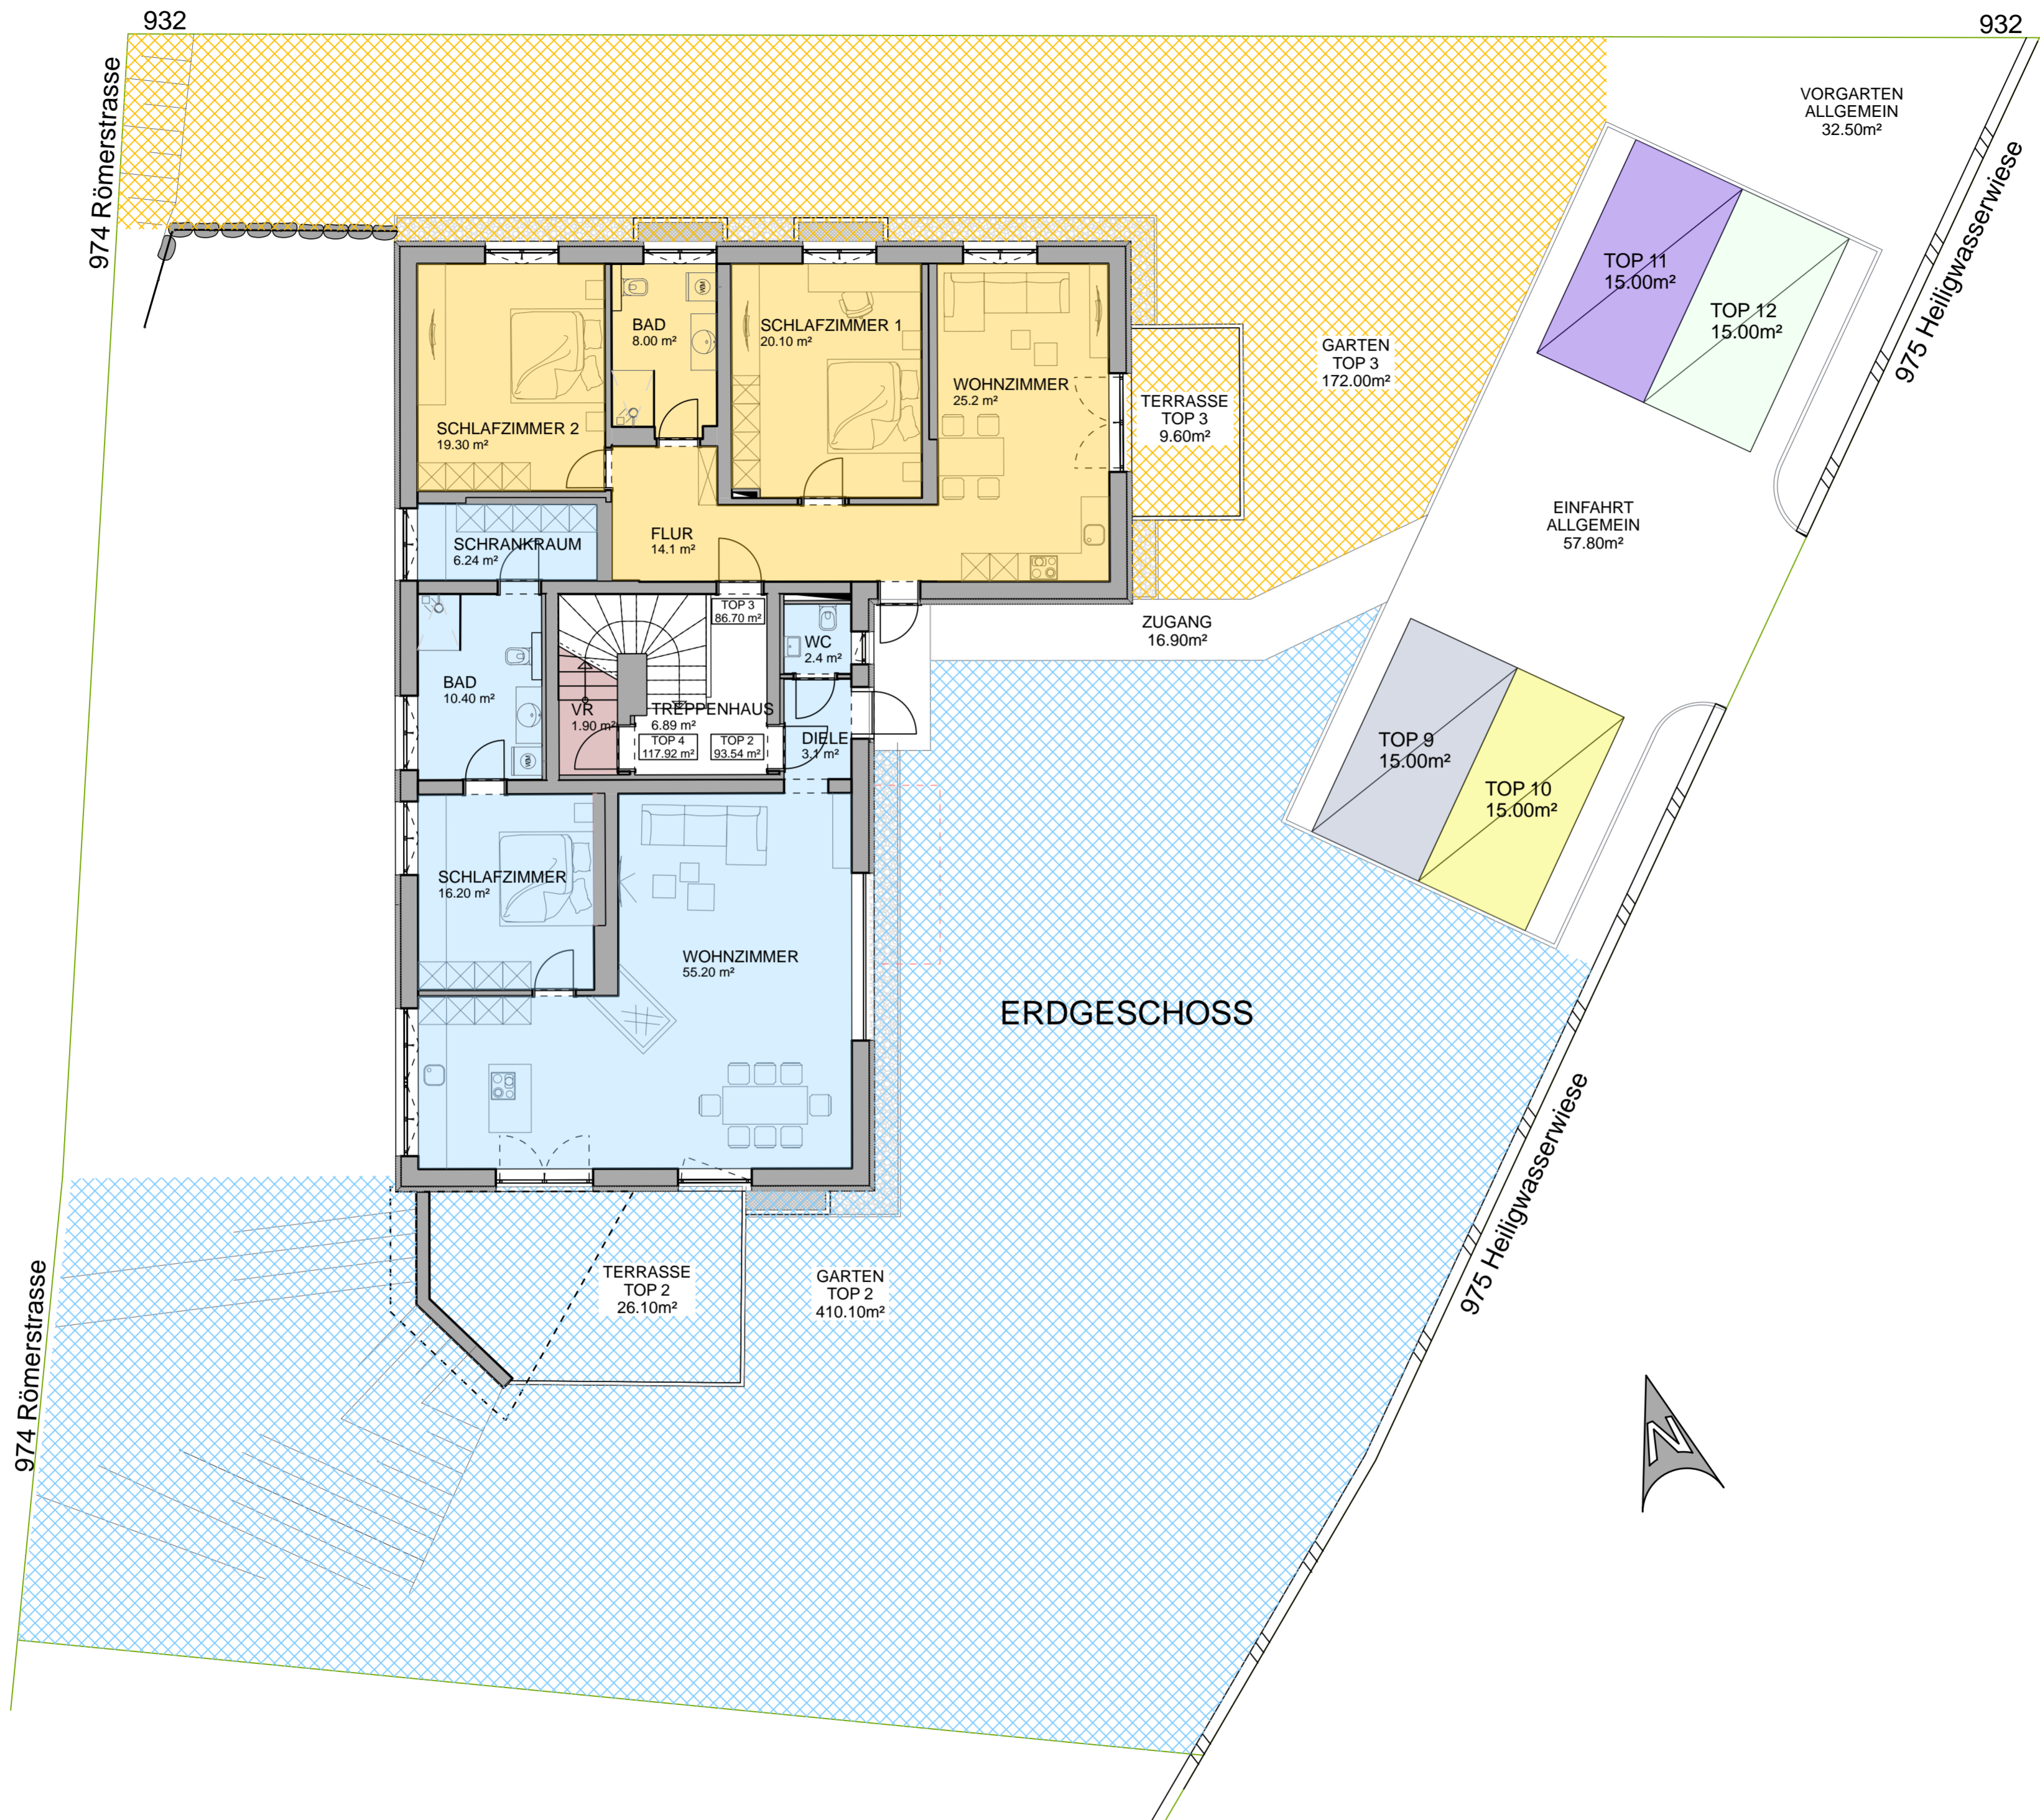 932
932
974 Römerstrasse
VORGARTEN
ALLGEMEIN
32.50m²
975 Heiligwasserwiese
TOP 11
15.00m²
TOP 12
15.00m²
BAD
8.00 m²
SCHLAFZIMMER 1
20.10 m²
GARTEN
TOP 3
172.00m²
WOHNZIMMER
25.2 m²
TERRASSE
TOP 3
9.60m²
SCHLAFZIMMER 2
19.30 m²
EINFAHRT
ALLGEMEIN
57.80m²
FLUR
14.1 m²
SCHRANKRAUM
6.24 m²
TOP 3
86.70 m²
ZUGANG
16.90m²
WC
2.4 m²
BAD
10.40 m²
VR
1.90 m²
TREPPENHAUS
6.89 m²
TOP 4
117.92 m²
TOP 2
93.54 m²
DIELE
3.1 m²
TOP 9
15.00m²
TOP 10
15.00m²
SCHLAFZIMMER
16.20 m²
WOHNZIMMER
55.20 m²
ERDGESCHOSS
975 Heiligwasserwiese
TERRASSE
TOP 2
26.10m²
GARTEN
TOP 2
410.10m²
974 Römerstrasse
N
WM
WM